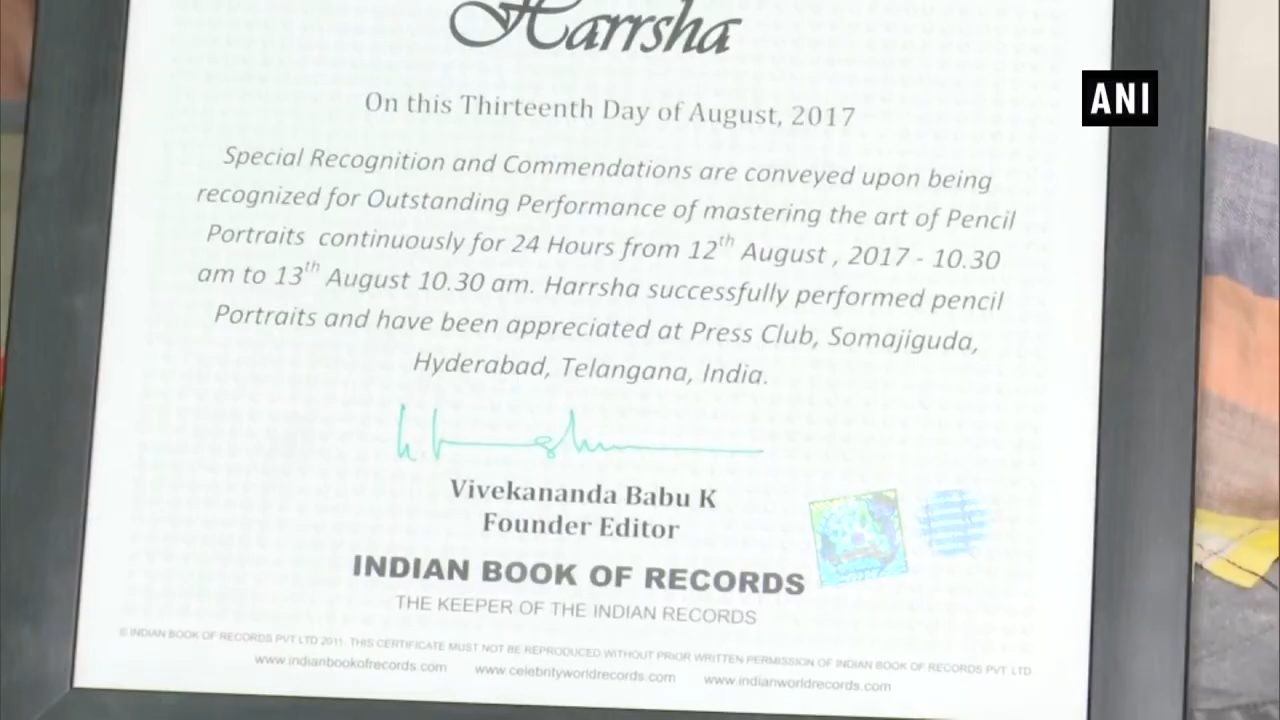 Harrsha
ANI
On this Thirteenth Day of August, 2017
Special Recognition and Commendations are conveyed upon being
recognized for Outstanding Performance of mastering the art of Pencil
Portraits continuously for 24 Hours from 12th August , 2017 - 10.30
am to 13th August 10.30 am. Harrsha successfully performed pencil
Portraits and have been appreciated at Press Club, Somajiguda,
Hyderabad, Telangana, India.
Vivekananda Babu K
Founder Editor
INDIAN BOOK OF RECORDS
THE KEEPER OF THE INDIAN RECORDS
© INDIAN BOOK OF RECORDS PVT LTD 2011. THIS CERTIFICATE MUST NOT BE REPRODUCED WITHOUT PRIOR WRITTEN PERMISSION OF INDIAN BOOK OF RECORDS PVT. LTD
www.indianbookofrecords.com www.celebrityworldrecords.com www.indianworldrecords.com